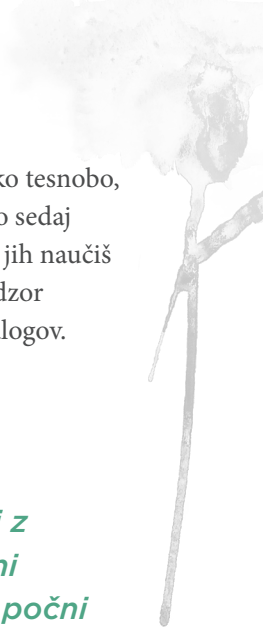 ko tesnobo,
o sedaj
jih naučiš
dzor
logov.
i z
ni
počni